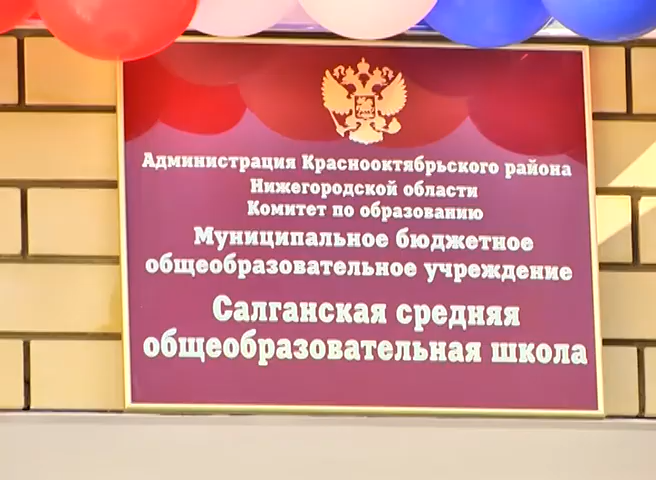 Администрация Краснооктябрьского района
Нижегородской области
Комитет по образованию
Муниципальное бюджетное
общеобразовательное учреждение
Салганская средняя
общеобразовательная школа